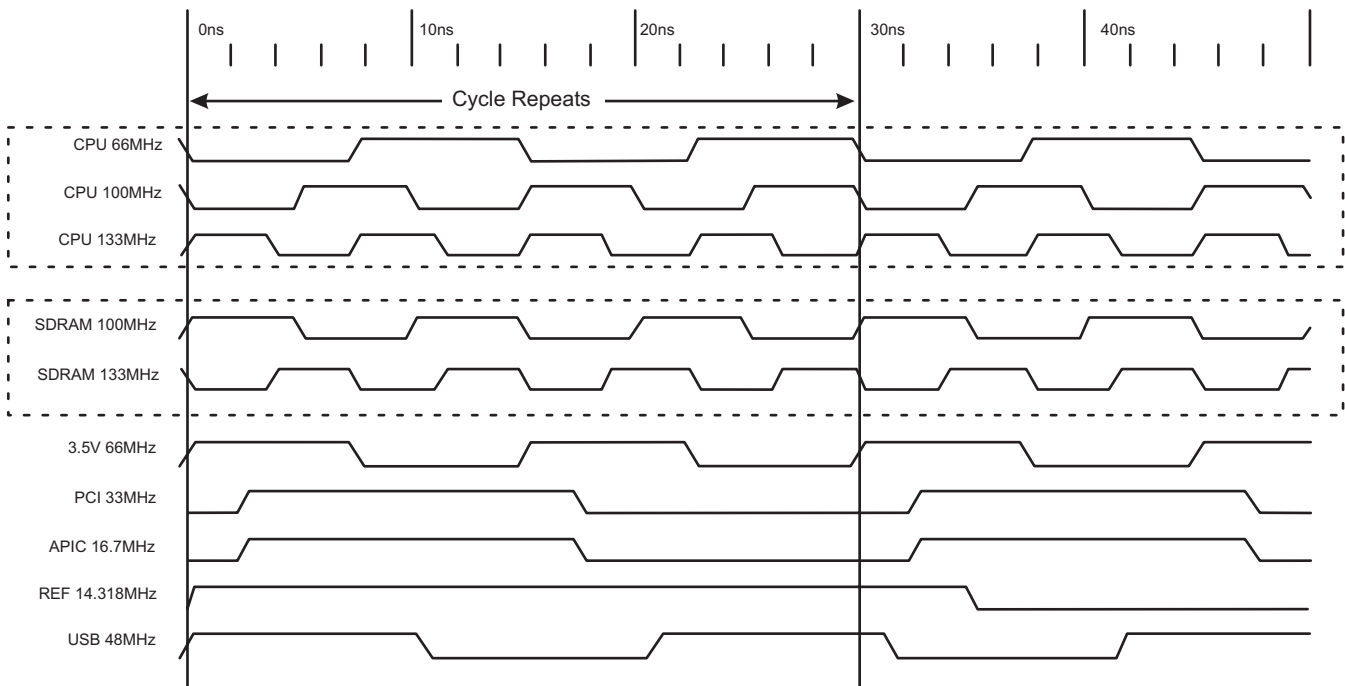 0ns 10ns 20ns 30ns 40ns
Cycle Repeats
CPU 66MHz
CPU 100MHz
CPU 133MHz
SDRAM 100MHz
SDRAM 133MHz
3.5V 66MHz
PCI 33MHz
APIC 16.7MHz
REF 14.318MHz
USB 48MHz